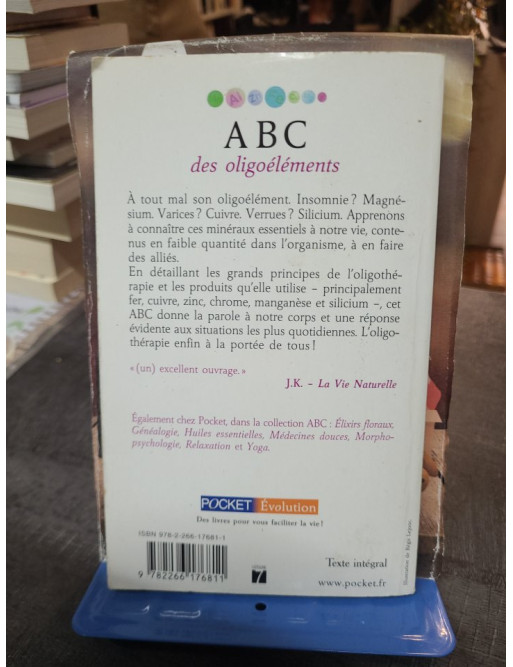 ABC
des oligoéléments
À tout mal son oligoélément. Insomnie ? Magné-
sium. Varices ? Cuivre. Verrues ? Silicium. Apprenons
à connaître ces minéraux essentiels à notre vie, conte-
nus en faible quantité dans l'organisme, à en faire
des alliés.
En détaillant les grands principes de l'oligothé-
rapie et les produits qu'elle utilise – principalement
fer, cuivre, zinc, chrome, manganèse et silicium –, cet
ABC donne la parole à notre corps et une réponse
évidente aux situations les plus quotidiennes. L'oligo-
thérapie enfin à la portée de tous !
« (un) excellent ouvrage. »
J.K. – La Vie Naturelle
Également chez Pocket, dans la collection ABC : Élixirs floraux,
Généalogie, Huiles essentielles, Médecines douces, Morpho-
psychologie, Relaxation et Yoga.
POCKET Évolution
Des livres pour vous faciliter la vie !
ISBN 978-2-266-17681-1
9 782266 176811
7
Texte intégral
www.pocket.fr